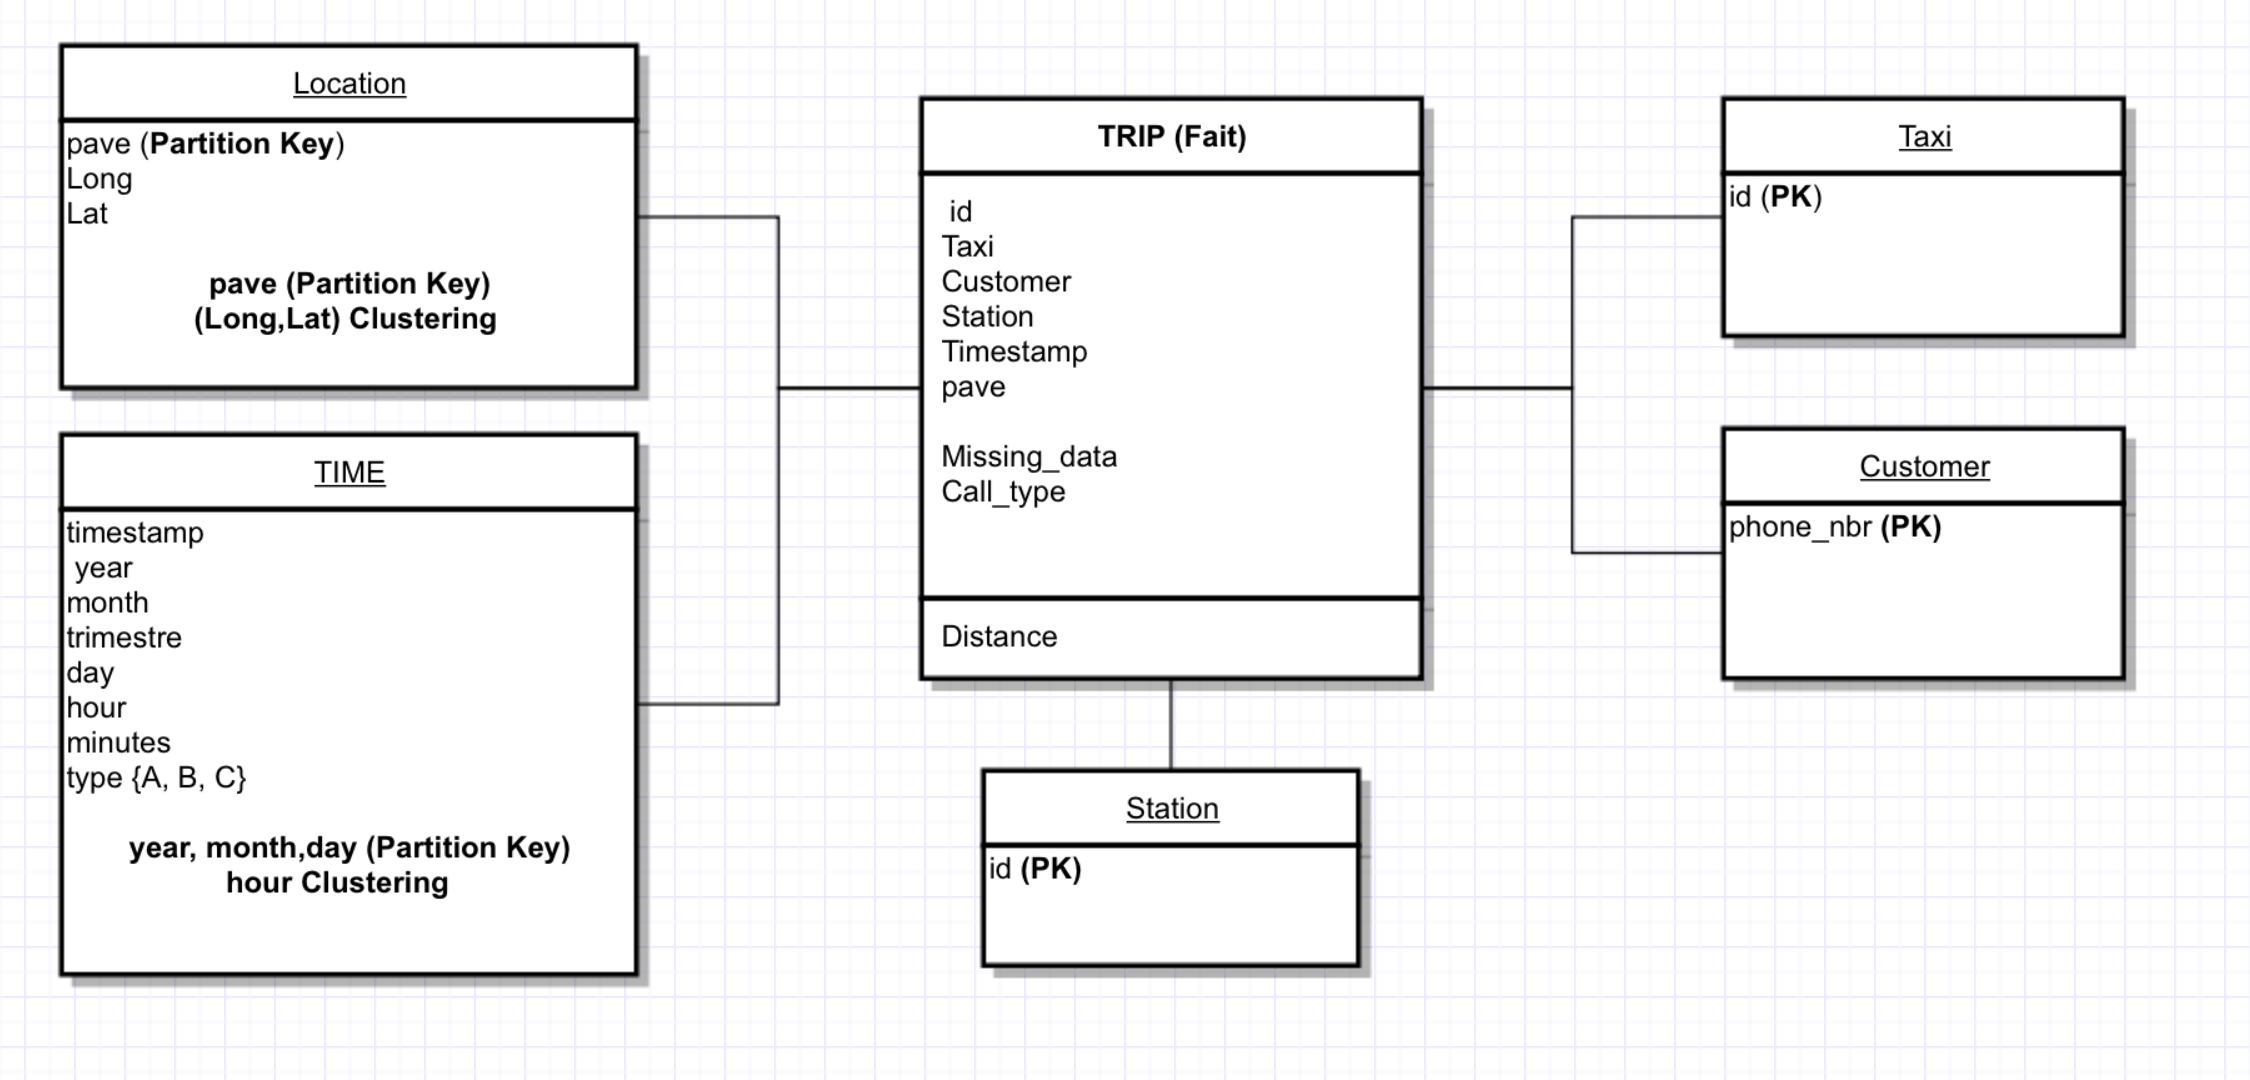 Location
pave (Partition Key)
Long
Lat
pave (Partition Key)
(Long,Lat) Clustering
TIME
timestamp
year
month
trimestre
day
hour
minutes
type {A, B, C}
year, month,day (Partition Key)
hour Clustering
TRIP (Fait)
id
Taxi
Customer
Station
Timestamp
pave
Missing_data
Call_type
Distance
Station
id (PK)
Taxi
id (PK)
Customer
phone_nbr (PK)